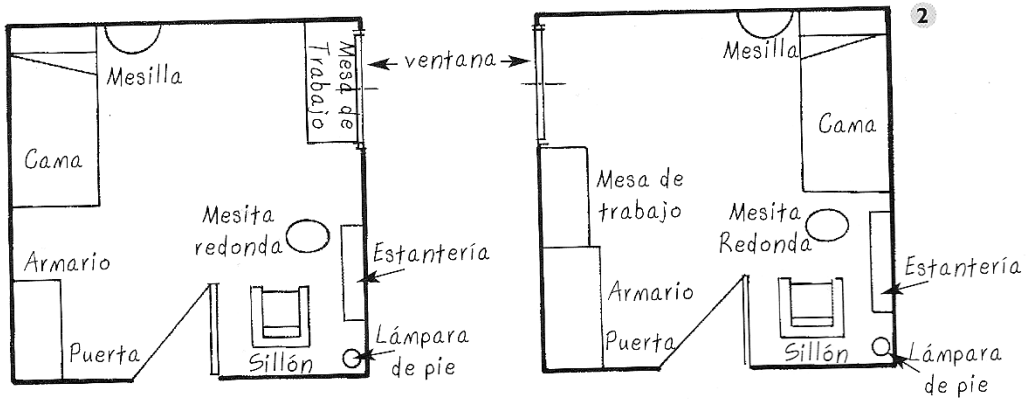 Mesilla
Mesa de
Trabajo
Cama
Mesita
redonda
Armario
Estantería
Puerta
Sillón
Lámpara
de pie
ventana
2
Mesilla
Cama
Mesa de
trabajo
Mesita
Redonda
Estantería
Armario
Puerta
Sillón
Lámpara
de pie